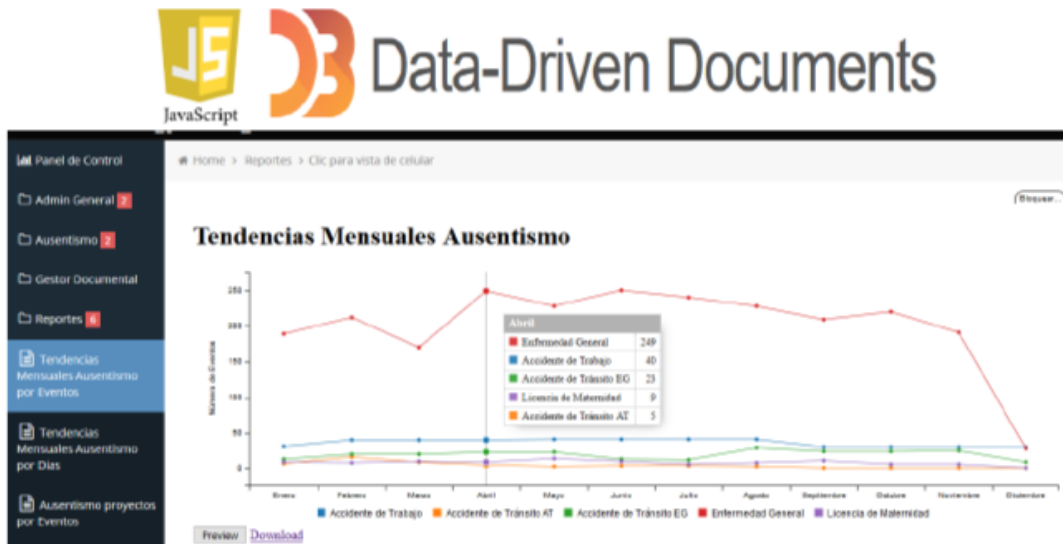 JS
D3 Data-Driven Documents
JavaScript
Panel de Control
Home > Reportes > Clic para vista de celular
Admin General 2
Bloquear...
Ausentismo 2
Tendencias Mensuales Ausentismo
Gestor Documental
Reportes 6
Tendencias
Mensuales Ausentismo
por Eventos
Tendencias
Mensuales Ausentismo
por Dias
Ausentismo proyectos
por Eventos
Número de Eventos
250
200
150
100
50
0
Abril
Enfermedad General 249
Accidente de Trabajo 40
Accidente de Tránsito EG 23
Licencia de Maternidad 9
Accidente de Tránsito AT 5
Enero Febrero Marzo Abril Mayo Junio Julio Agosto Septiembre Octubre Noviembre Diciembre
Accidente de Trabajo Accidente de Tránsito AT Accidente de Tránsito EG Enfermedad General Licencia de Maternidad
Preview Download